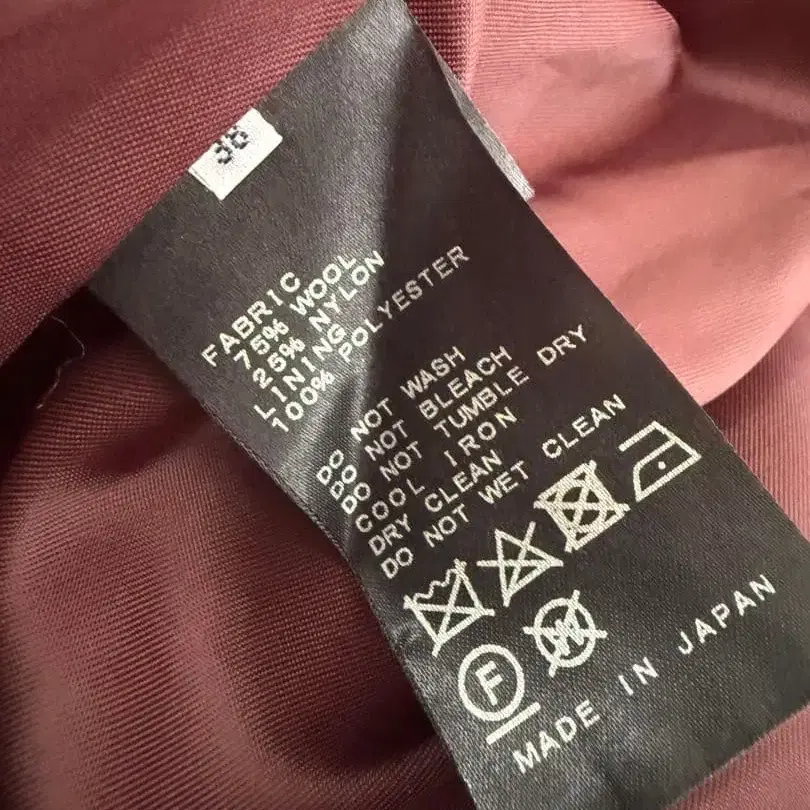 38
FABRIC
75% WOOL
25% NYLON
LINING
100% POLYESTER
DO NOT WASH
DO NOT BLEACH
DO NOT TUMBLE DRY
COOL IRON
DRY CLEAN
DO NOT WET CLEAN
F
W
MADE IN JAPAN